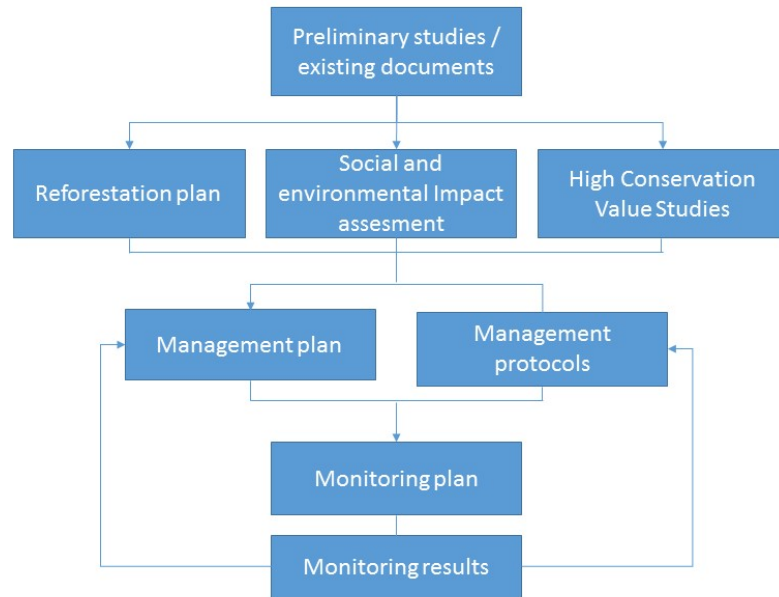 Preliminary studies /
existing documents
Reforestation plan
Social and
environmental Impact
assesment
High Conservation
Value Studies
Management plan
Management
protocols
Monitoring plan
Monitoring results